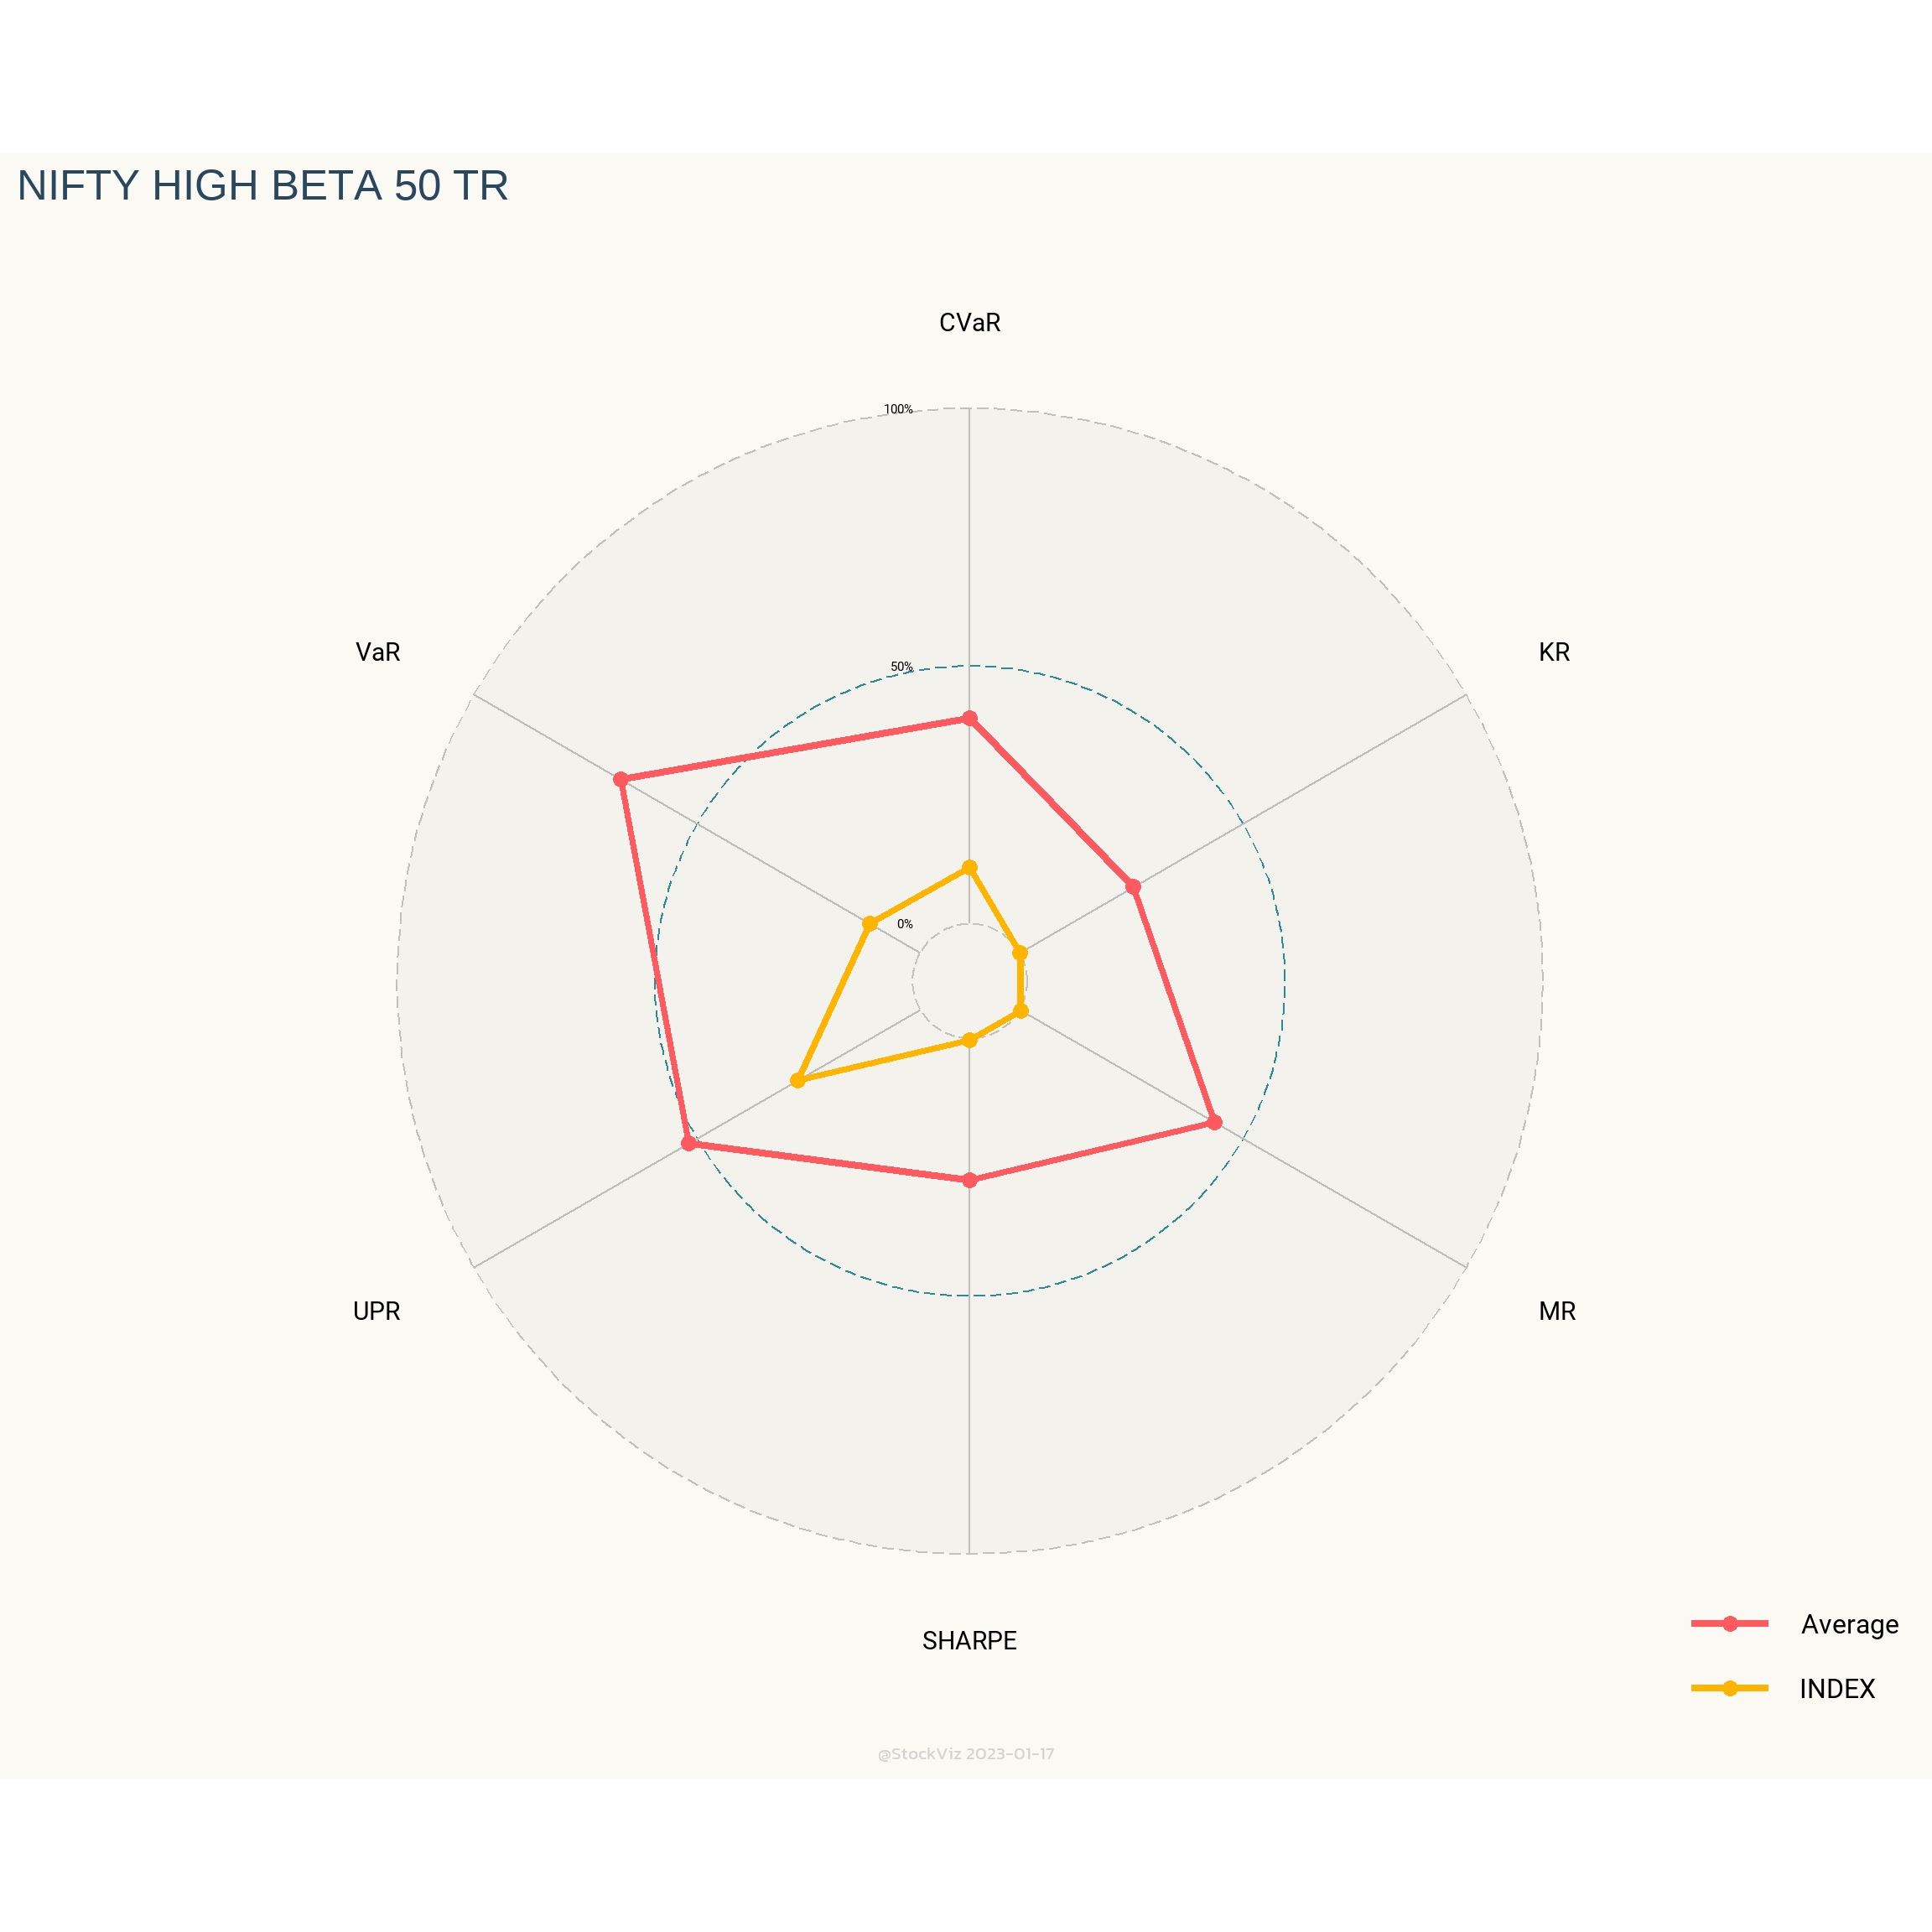 NIFTY HIGH BETA 50 TR
CVaR
100%
VaR
KR
50%
0%
UPR
MR
SHARPE
Average
INDEX
@StockViz 2023-01-17